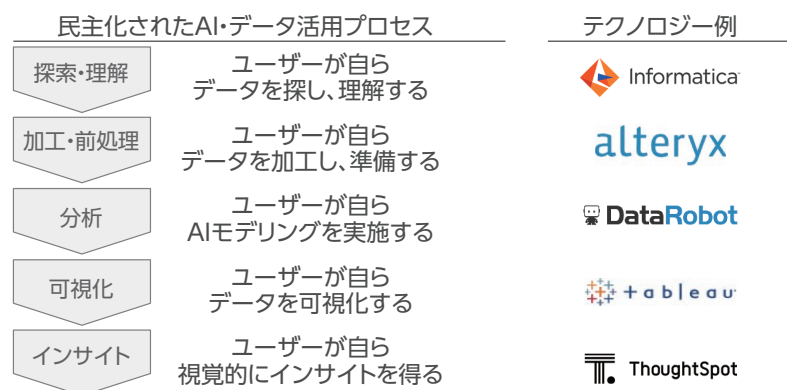 民主化されたAI・データ活用プロセス
テクノロジー例
探索・理解
ユーザーが自ら
データを探し、理解する
Informatica
加工・前処理
ユーザーが自ら
データを加工し、準備する
alteryx
分析
ユーザーが自ら
AIモデリングを実施する
DataRobot
可視化
ユーザーが自ら
データを可視化する
+ableau
インサイト
ユーザーが自ら
視覚的にインサイトを得る
ThoughtSpot